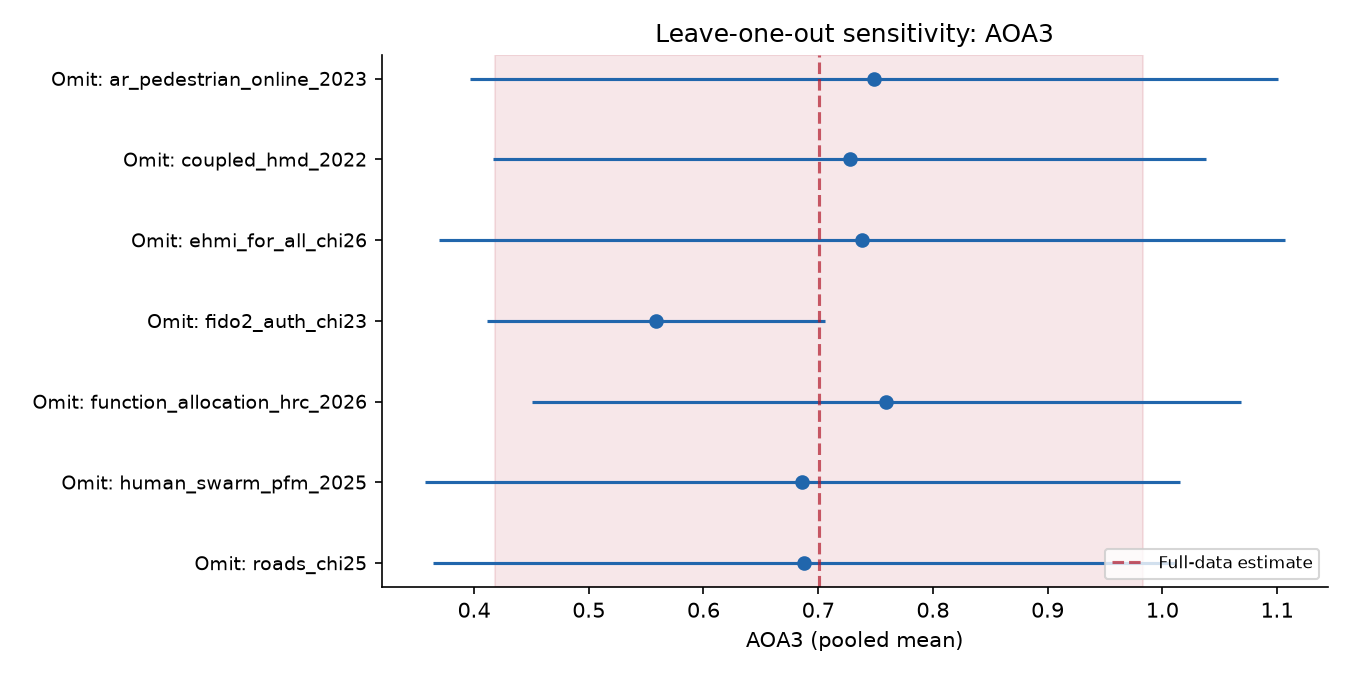 Leave-one-out sensitivity: AOA3
Omit: ar_pedestrian_online_2023
Omit: coupled_hmd_2022
Omit: ehmi_for_all_chi26
Omit: fido2_auth_chi23
Omit: function_allocation_hrc_2026
Omit: human_swarm_pfm_2025
Omit: roads_chi25
Full-data estimate
0.4 0.5 0.6 0.7 0.8 0.9 1.0 1.1
AOA3 (pooled mean)